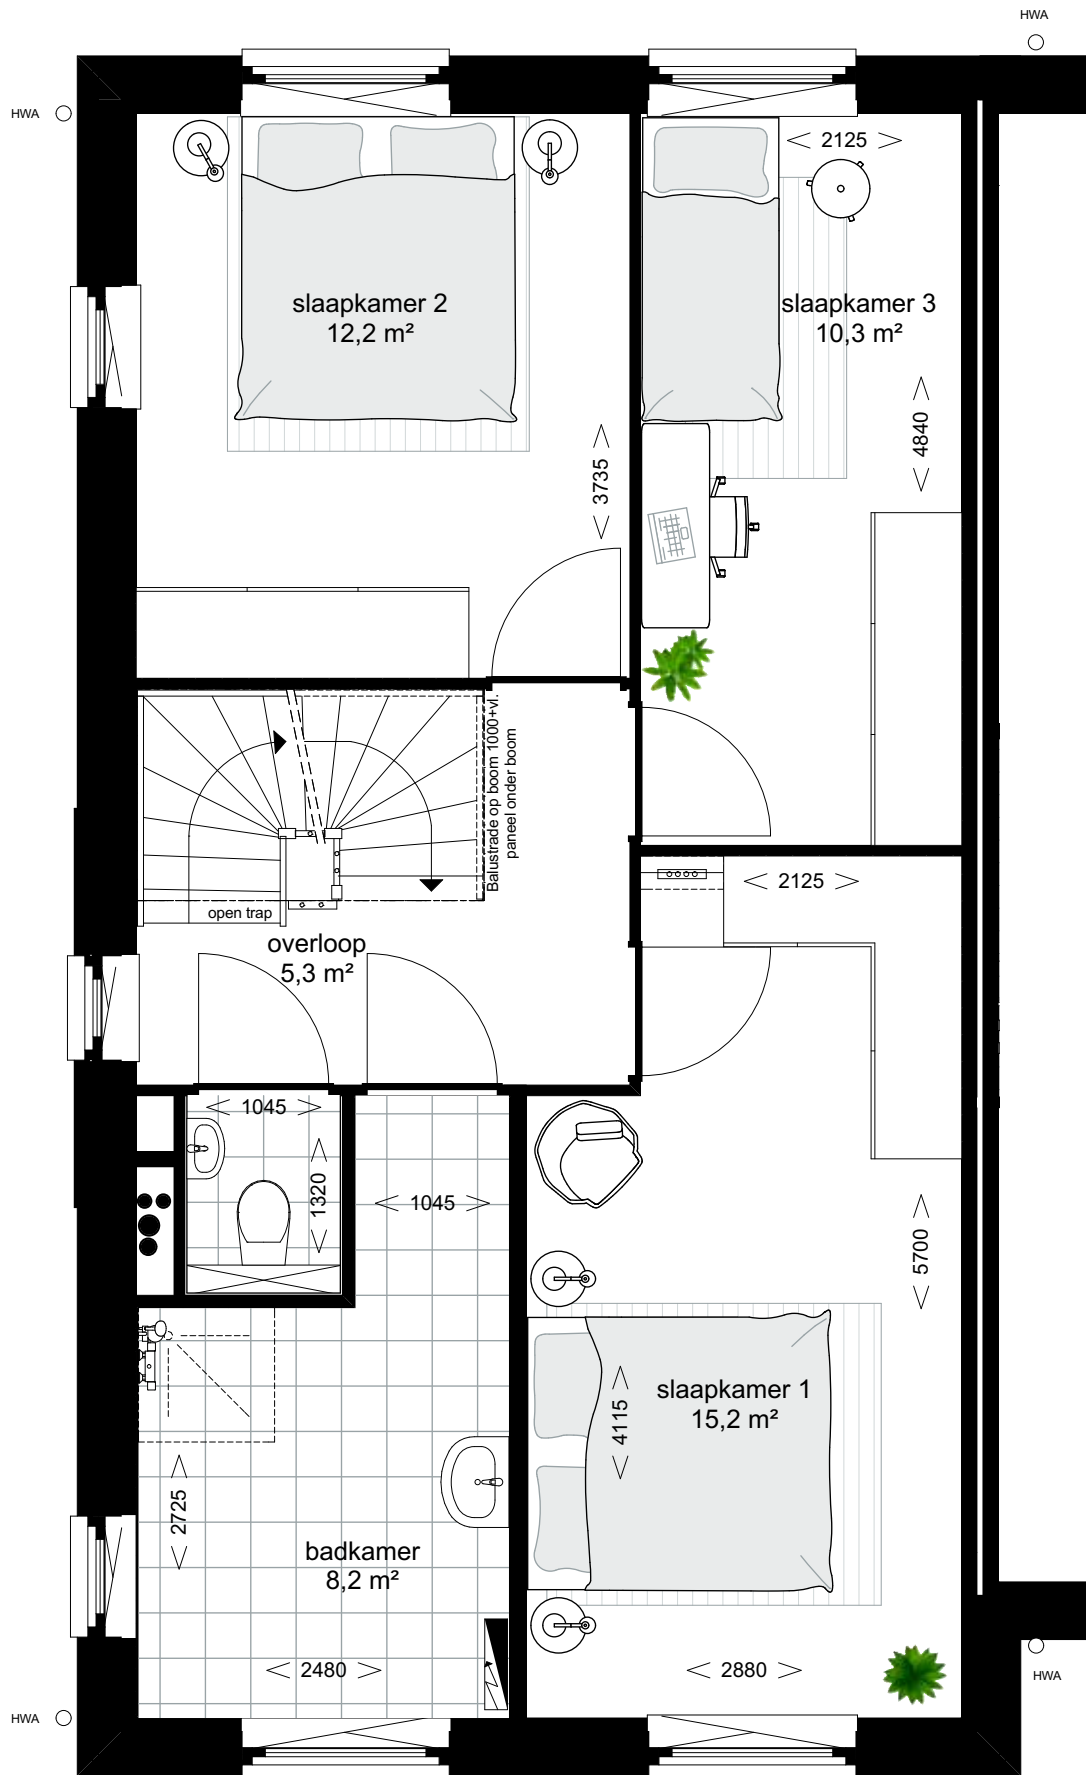 HWA
HWA
2125
slaapkamer 2
12,2 m²
slaapkamer 3
10,3 m²
4840
3735
Balustrade op boom 1000+vl.
paneel onder boom
open trap
2125
overloop
5,3 m²
1045
1320
1045
5700
slaapkamer 1
15,2 m²
4115
2725
badkamer
8,2 m²
2480
2880
HWA
HWA